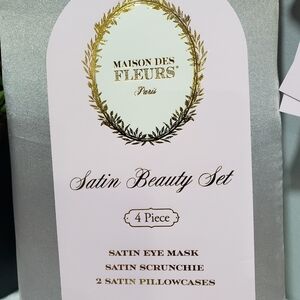 MAISON DES
FLEURS®
Paris
Satin Beauty Set
4 Piece
SATIN EYE MASK
SATIN SCRUNCHIE
2 SATIN PILLOWCASES